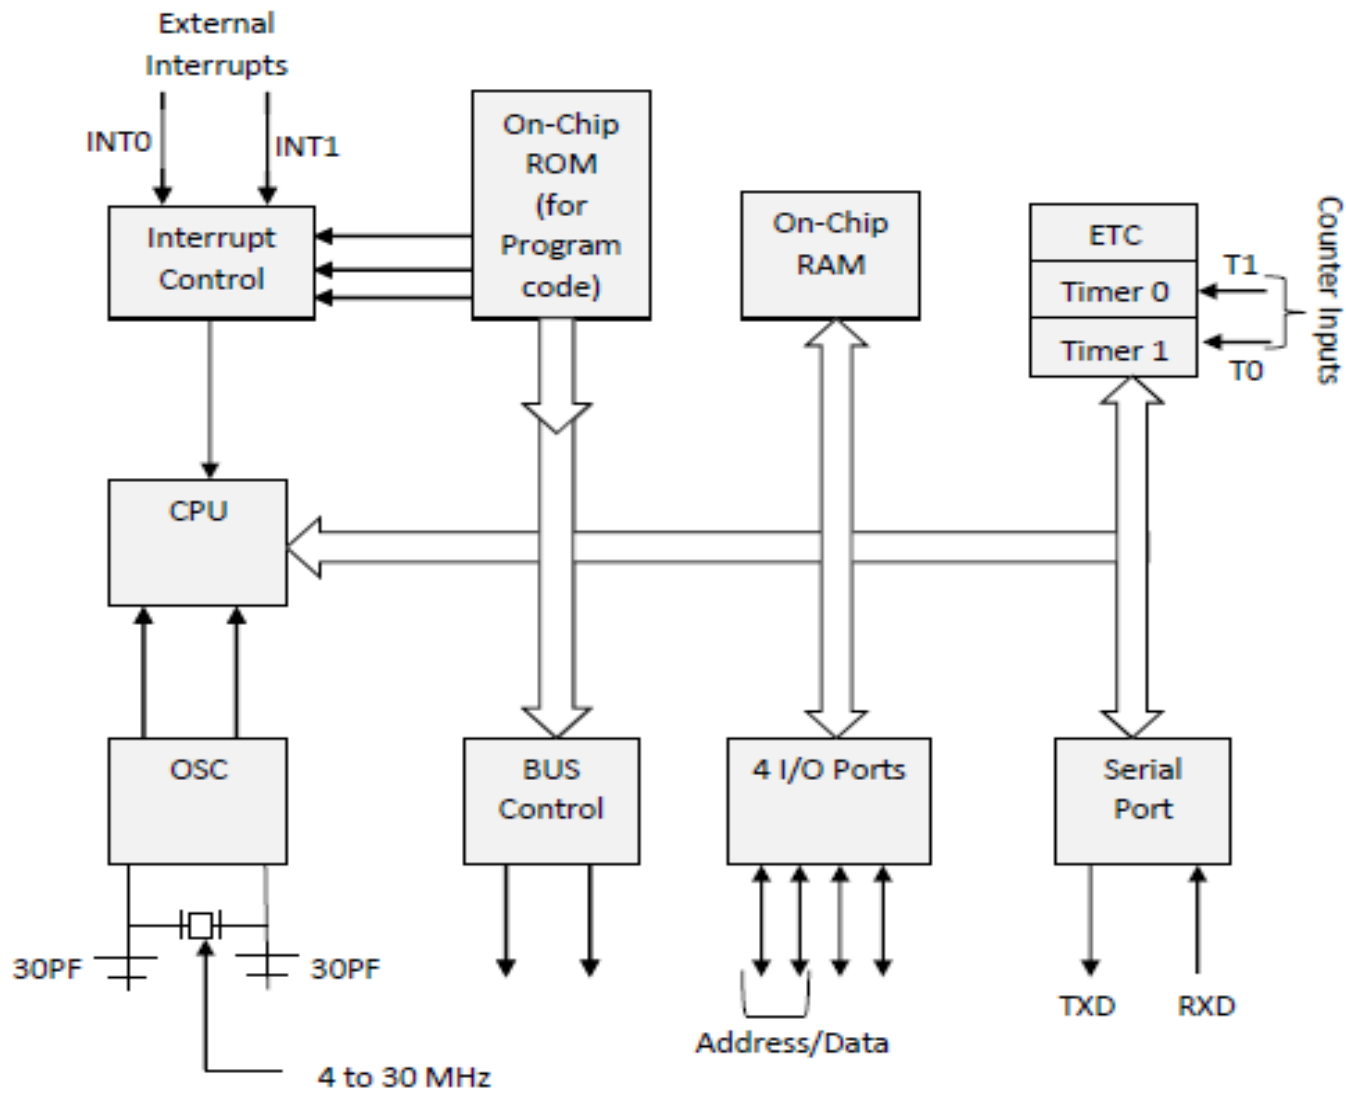 External
Interrupts
INT0
INT1
On-Chip
ROM
(for
Program
code)
Interrupt
Control
On-Chip
RAM
ETC
Timer 0
Timer 1
T1
T0
Counter Inputs
CPU
OSC
BUS
Control
4 I/O Ports
Serial
Port
30PF
30PF
4 to 30 MHz
Address/Data
TXD
RXD